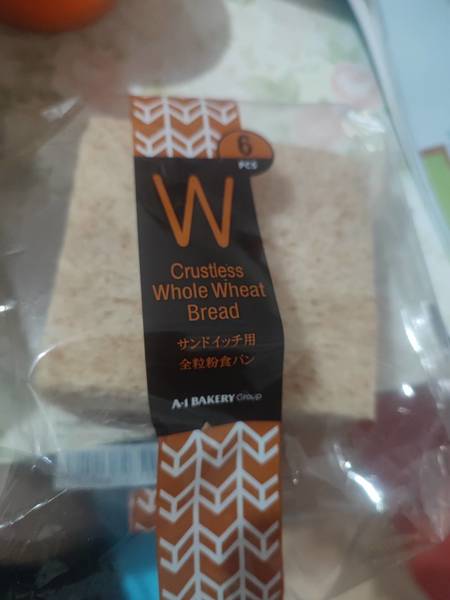 6
PCS
W
Crustless
Whole Wheat
Bread
サンドイッチ用
全粒粉食パン
A-1 BAKERY Group